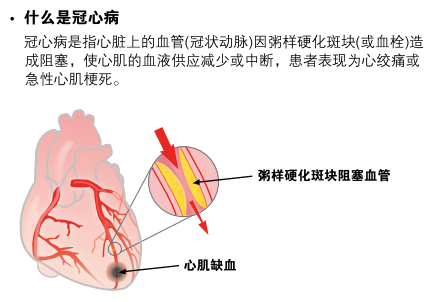 • 什么是冠心病
冠心病是指心脏上的血管(冠状动脉)因粥样硬化斑块(或血栓)造
成阻塞，使心肌的血液供应减少或中断，患者表现为心绞痛或
急性心肌梗死。
粥样硬化斑块阻塞血管
心肌缺血